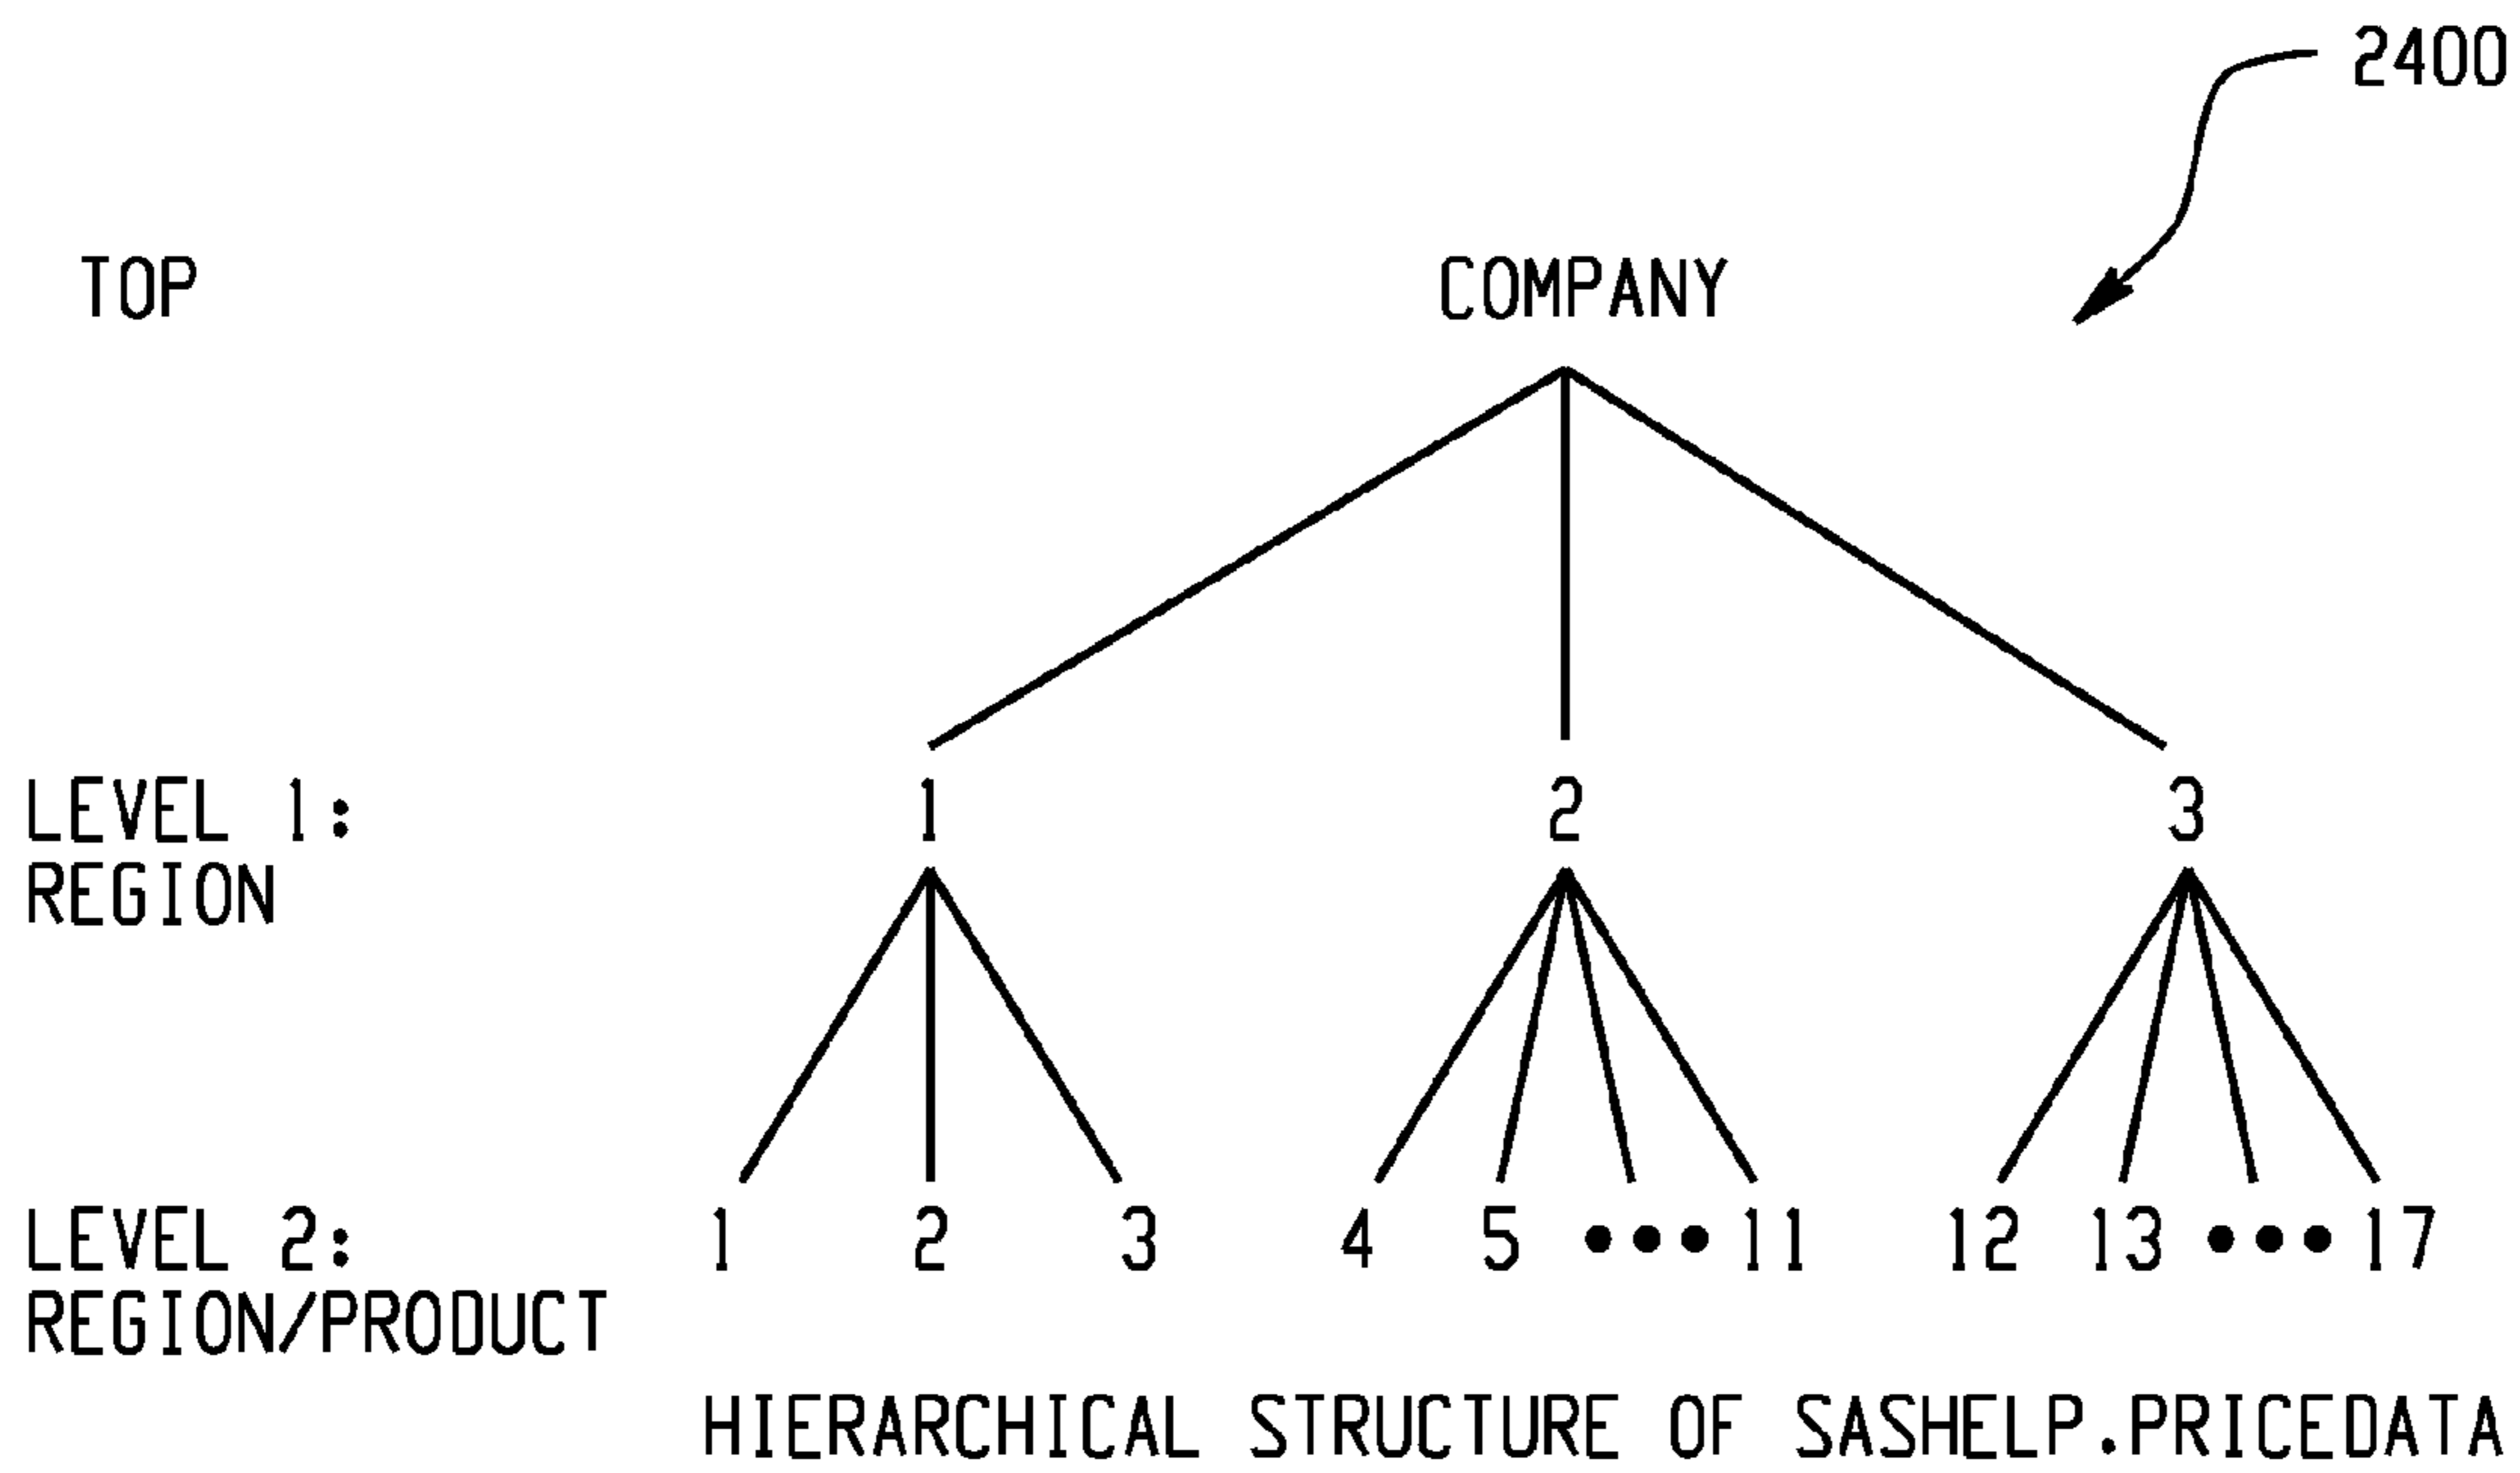 2400
TOP COMPANY
LEVEL 1: 1 2 3
REGION
LEVEL 2: 1 2 3 4 5 ●●● 11 12 13 ●●● 17
REGION/PRODUCT
HIERARCHICAL STRUCTURE OF SASHELP.PRICEDATA